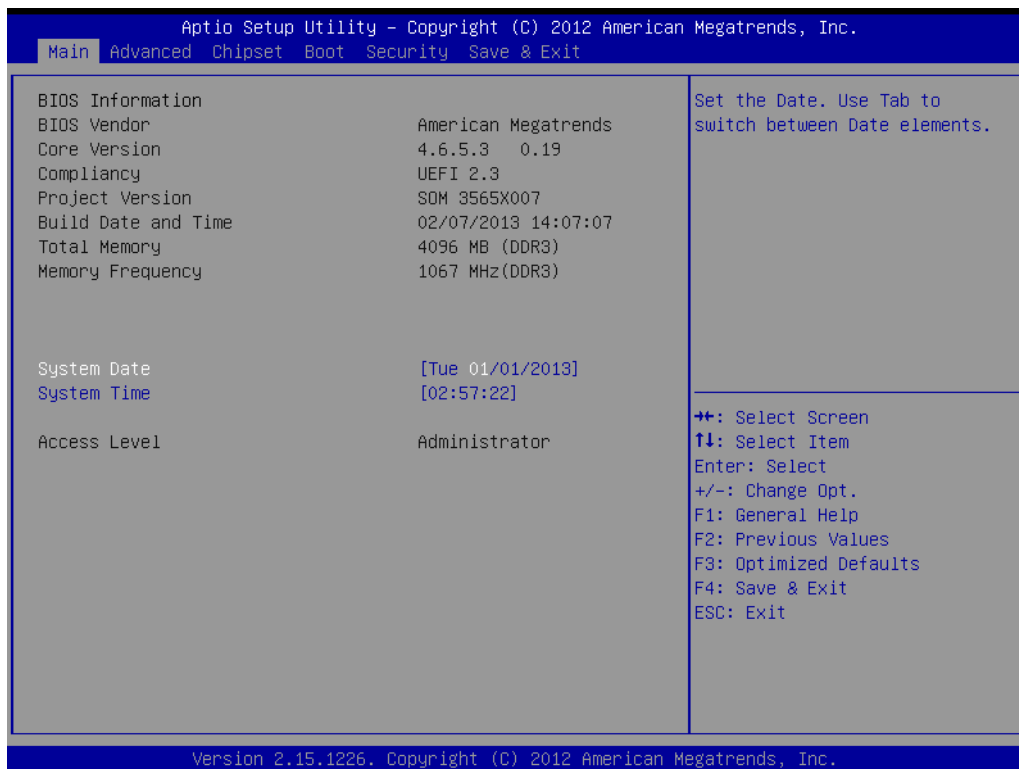 Aptio Setup Utility – Copyright (C) 2012 American Megatrends, Inc.
Main Advanced Chipset Boot Security Save & Exit
BIOS Information
BIOS Vendor American Megatrends
Core Version 4.6.5.3 0.19
Compliancy UEFI 2.3
Project Version SOM 3565X007
Build Date and Time 02/07/2013 14:07:07
Total Memory 4096 MB (DDR3)
Memory Frequency 1067 MHz(DDR3)
System Date [Tue 01/01/2013]
System Time [02:57:22]
Access Level Administrator
Set the Date. Use Tab to
switch between Date elements.
→←: Select Screen
↑↓: Select Item
Enter: Select
+/-: Change Opt.
F1: General Help
F2: Previous Values
F3: Optimized Defaults
F4: Save & Exit
ESC: Exit
Version 2.15.1226. Copyright (C) 2012 American Megatrends, Inc.